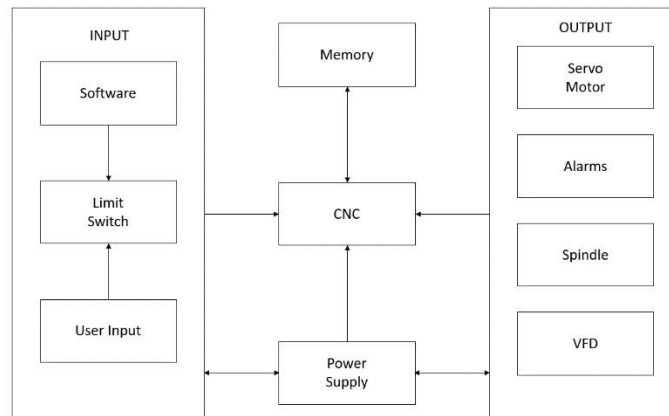 INPUT
Software
Limit
Switch
User Input
Memory
CNC
Power
Supply
OUTPUT
Servo
Motor
Alarms
Spindle
VFD